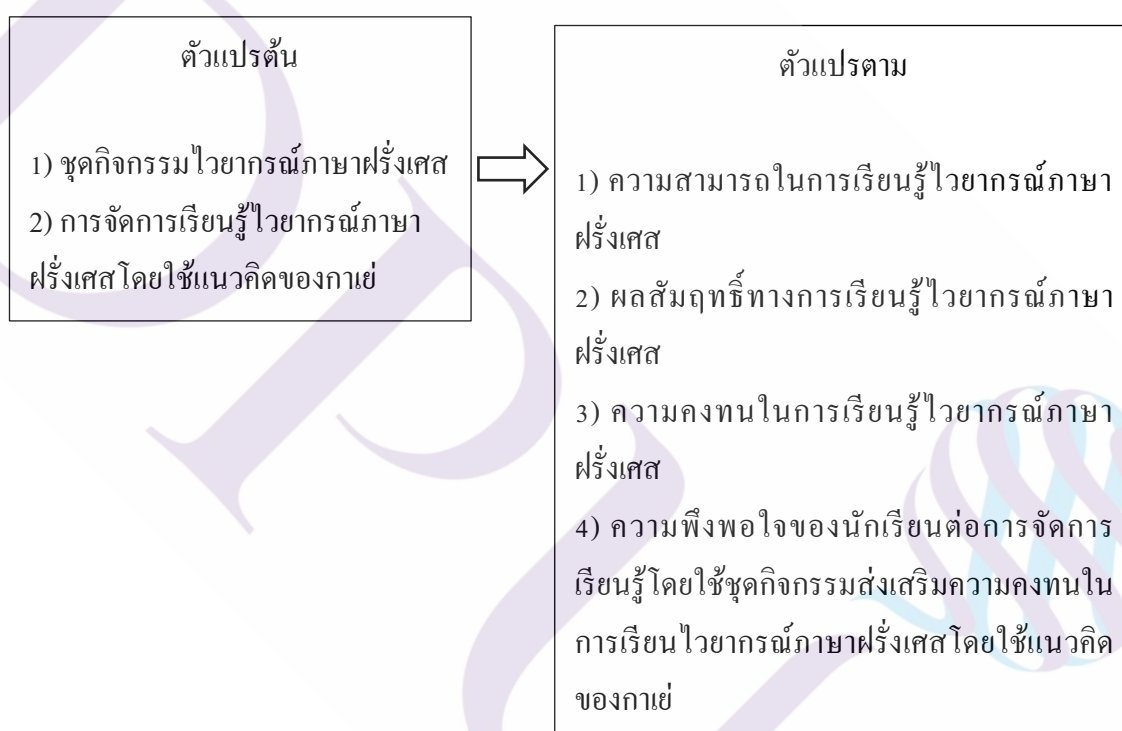 ตัวแปรต้น
1) ชุดกิจกรรมไวยากรณ์ภาษาฝรั่งเศส
2) การจัดการเรียนรู้ไวยากรณ์ภาษา
ฝรั่งเศสโดยใช้แนวคิดของกาเย่
ตัวแปรตาม
1) ความสามารถในการเรียนรู้ไวยากรณ์ภาษา
ฝรั่งเศส
2) ผลสัมฤทธิ์ทางการเรียนรู้ไวยากรณ์ภาษา
ฝรั่งเศส
3) ความคงทนในการเรียนรู้ไวยากรณ์ภาษา
ฝรั่งเศส
4) ความพึงพอใจของนักเรียนต่อการจัดการ
เรียนรู้โดยใช้ชุดกิจกรรมส่งเสริมความคงทนใน
การเรียนไวยากรณ์ภาษาฝรั่งเศสโดยใช้แนวคิด
ของกาเย่